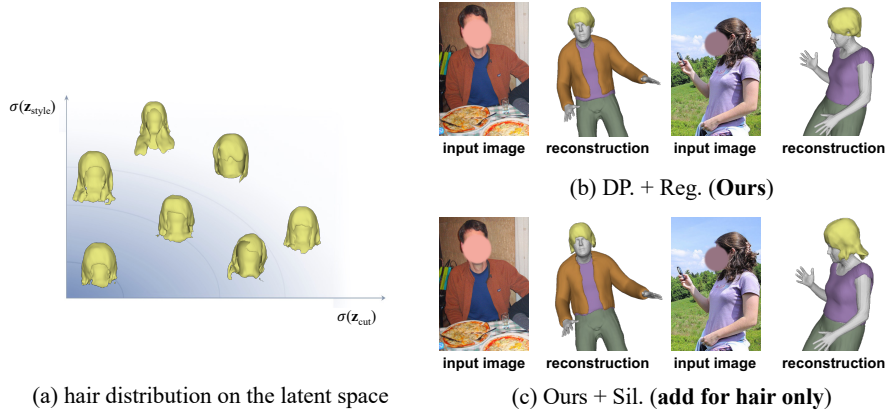 σ(z_style)
σ(z_cut)
(a) hair distribution on the latent space
input image reconstruction input image reconstruction
(b) DP. + Reg. (Ours)
input image reconstruction input image reconstruction
(c) Ours + Sil. (add for hair only)